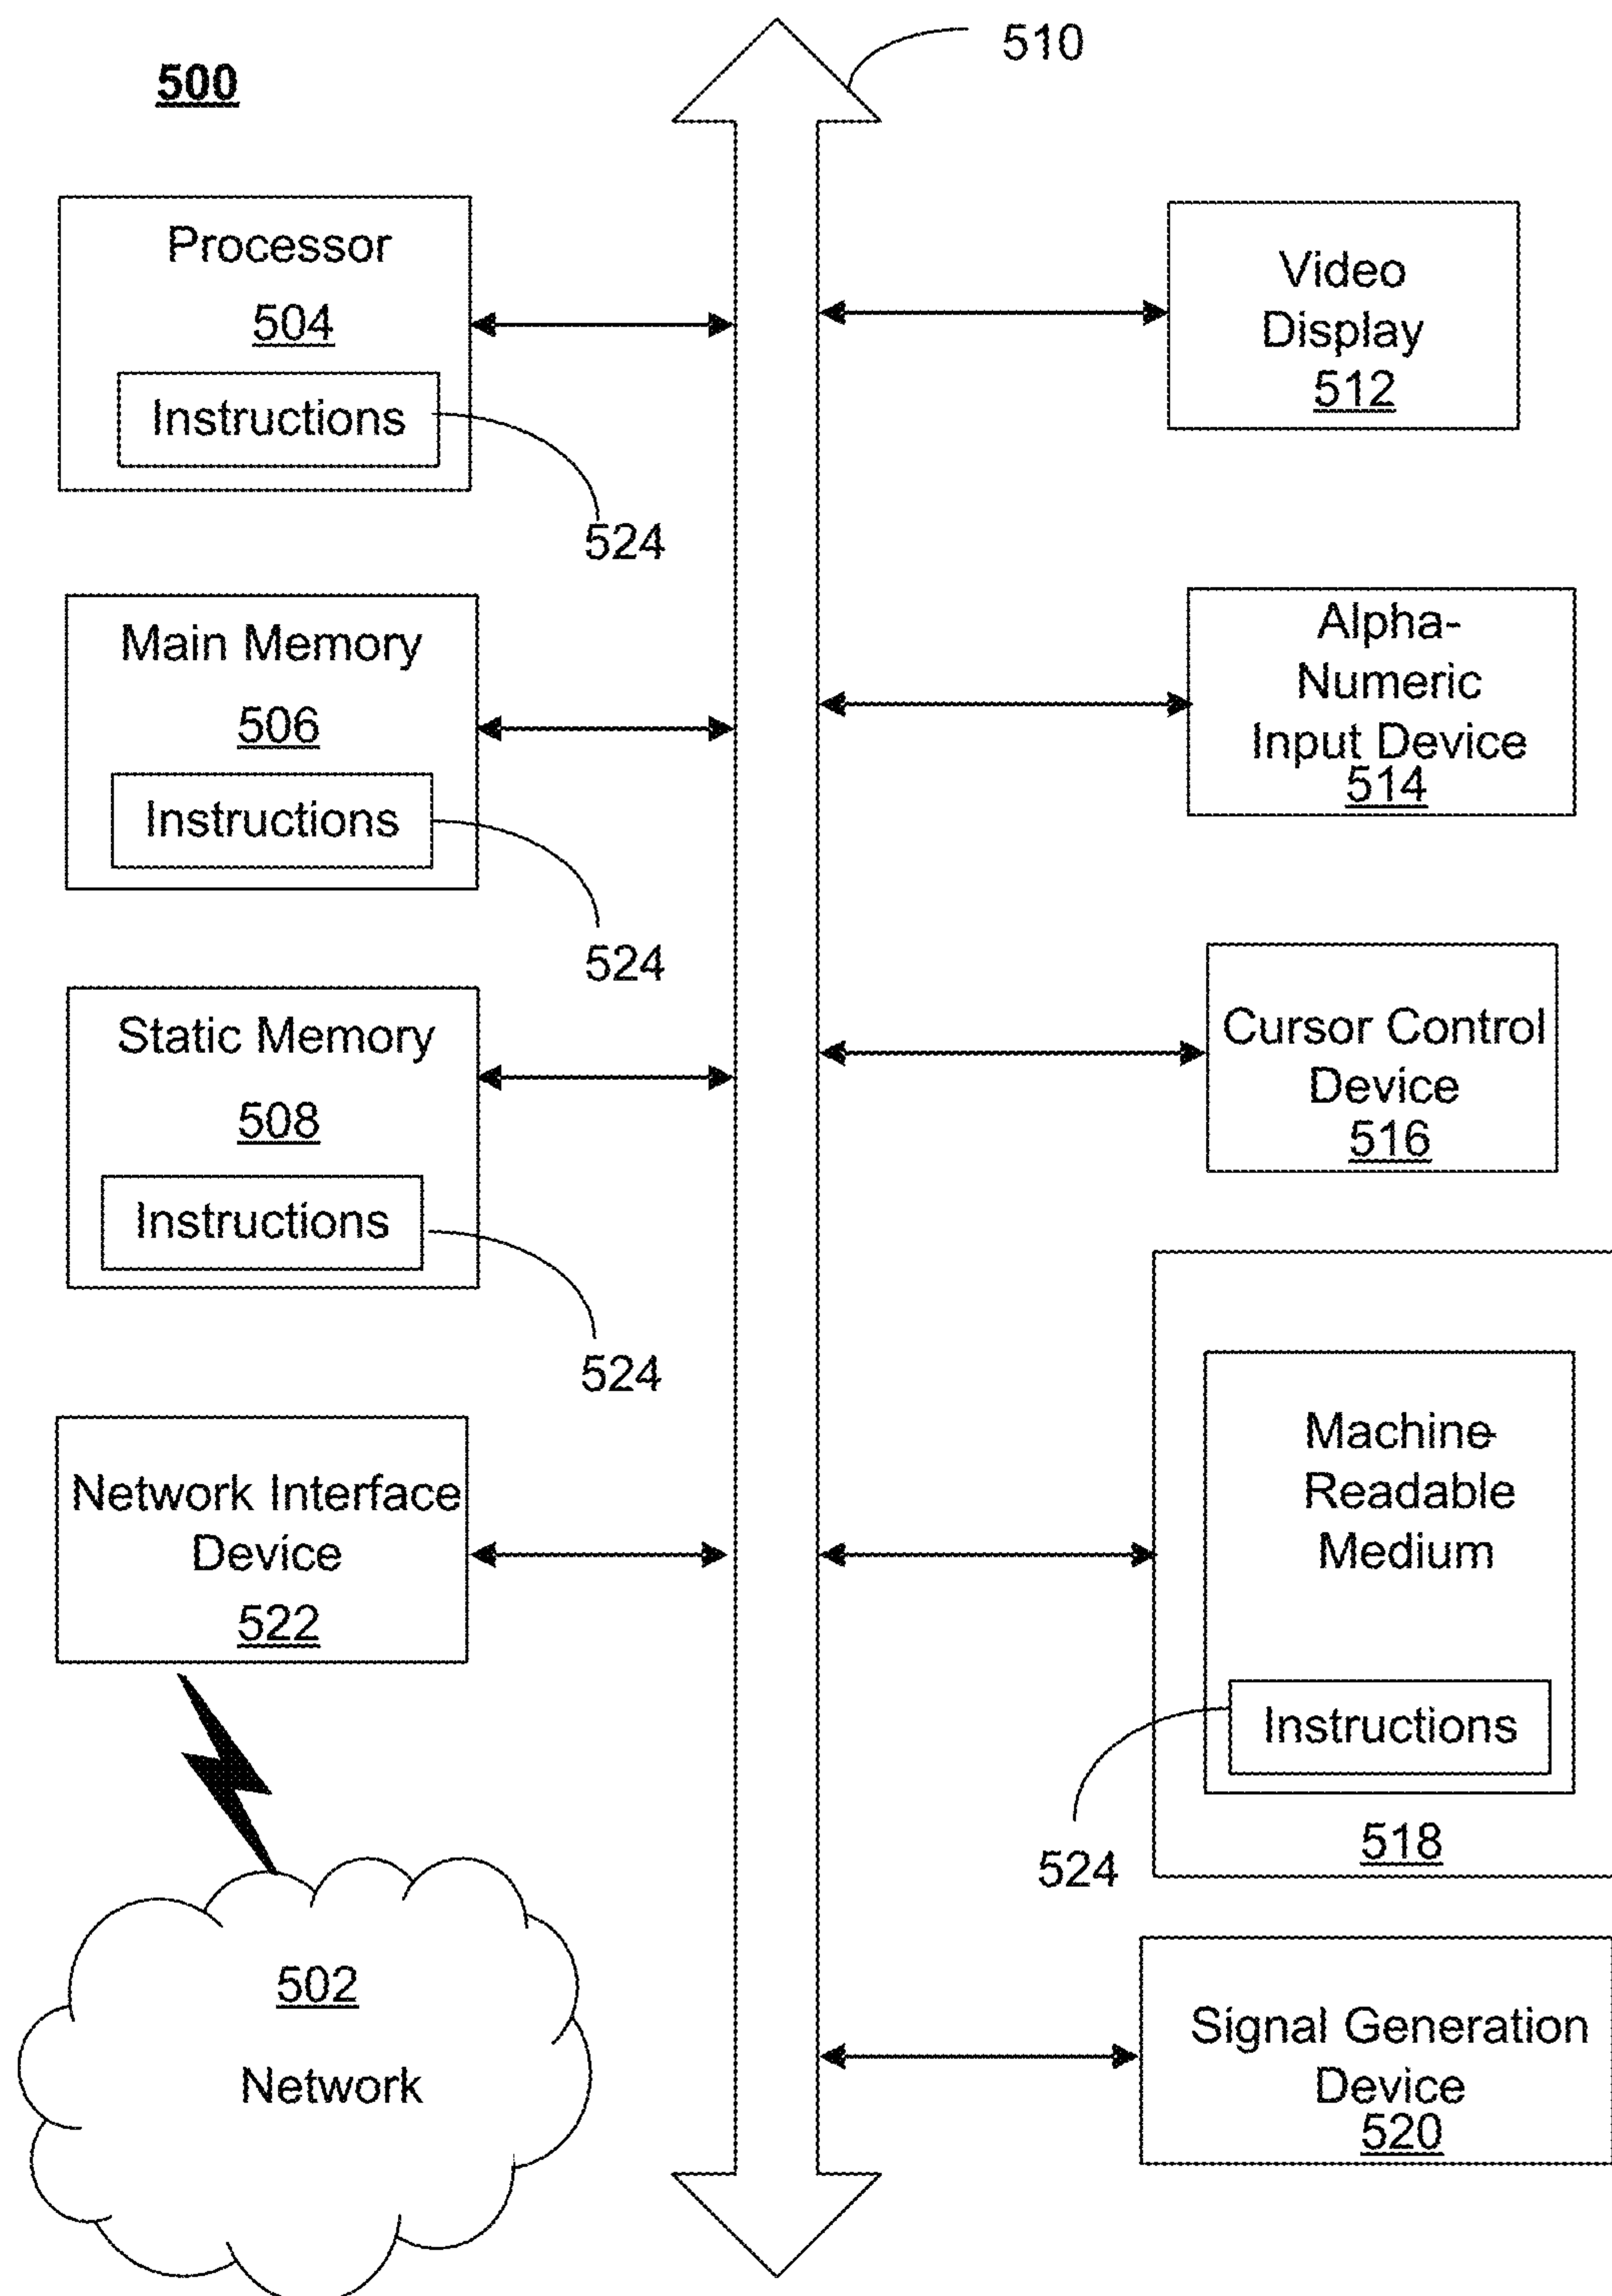 500
510
Processor
504
Instructions
524
Main Memory
506
Instructions
524
Static Memory
508
Instructions
524
Network Interface
Device
522
502
Network
Video
Display
512
Alpha-
Numeric
Input Device
514
Cursor Control
Device
516
Machine-
Readable
Medium
Instructions
524
518
Signal Generation
Device
520